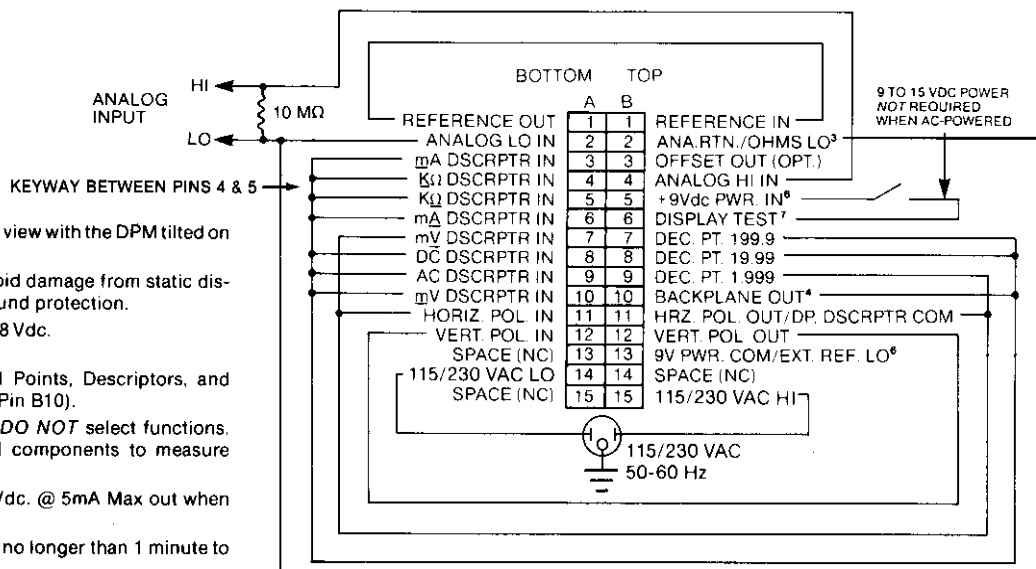 BOTTOM TOP
A B
HI
ANALOG INPUT
10 MΩ
LO
9 TO 15 VDC POWER
NOT REQUIRED
WHEN AC-POWERED
REFERENCE OUT 1 1 REFERENCE IN
ANALOG LO IN 2 2 ANA.RTN./OHMS LO³
mA DSCRPTR IN 3 3 OFFSET OUT (OPT.)
KΩ DSCRPTR IN 4 4 ANALOG HI IN
KΩ DSCRPTR IN 5 5 +9Vdc PWR. IN⁶
mA DSCRPTR IN 6 6 DISPLAY TEST⁷
mV DSCRPTR IN 7 7 DEC. PT. 199.9
DC DSCRPTR IN 8 8 DEC. PT. 19.99
AC DSCRPTR IN 9 9 DEC. PT. 1.999
mV DSCRPTR IN 10 10 BACKPLANE OUT⁴
HORIZ. POL. IN 11 11 HRZ. POL. OUT/DP, DSCRPTR COM
VERT. POL. IN 12 12 VERT. POL OUT
SPACE (NC) 13 13 9V PWR. COM/EXT. REF. LO⁶
115/230 VAC LO 14 14 SPACE (NC)
SPACE (NC) 15 15 115/230 VAC HI
115/230 VAC
50-60 Hz
KEYWAY BETWEEN PINS 4 & 5
view with the DPM tilted on
oid damage from static dis-
und protection.
8 Vdc.
l Points, Descriptors, and
Pin B10).
DO NOT select functions.
l components to measure
/dc. @ 5mA Max out when
no longer than 1 minute to